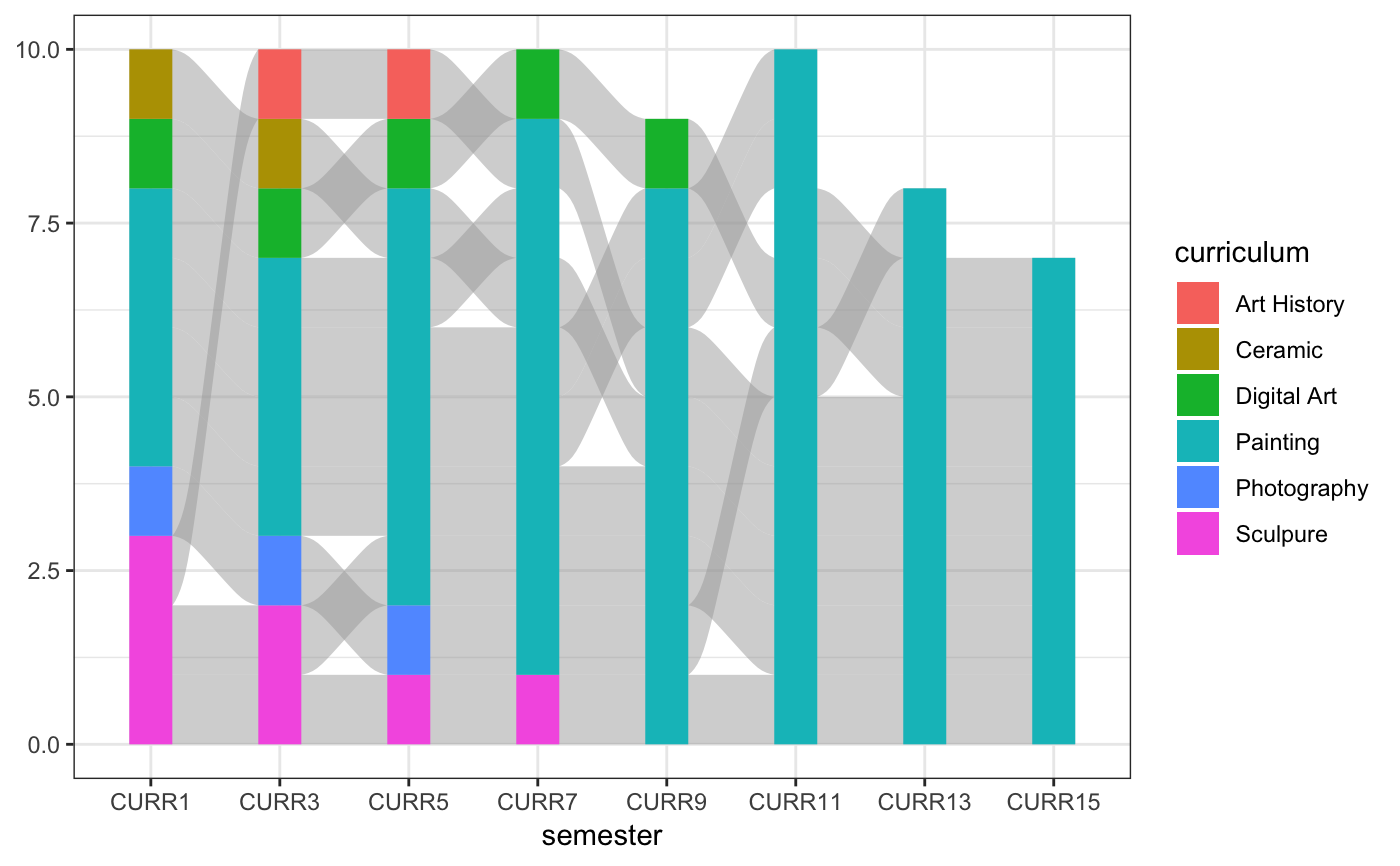 10.0
7.5
5.0
2.5
0.0
CURR1 CURR3 CURR5 CURR7 CURR9 CURR11 CURR13 CURR15
semester
curriculum
Art History
Ceramic
Digital Art
Painting
Photography
Sculpure